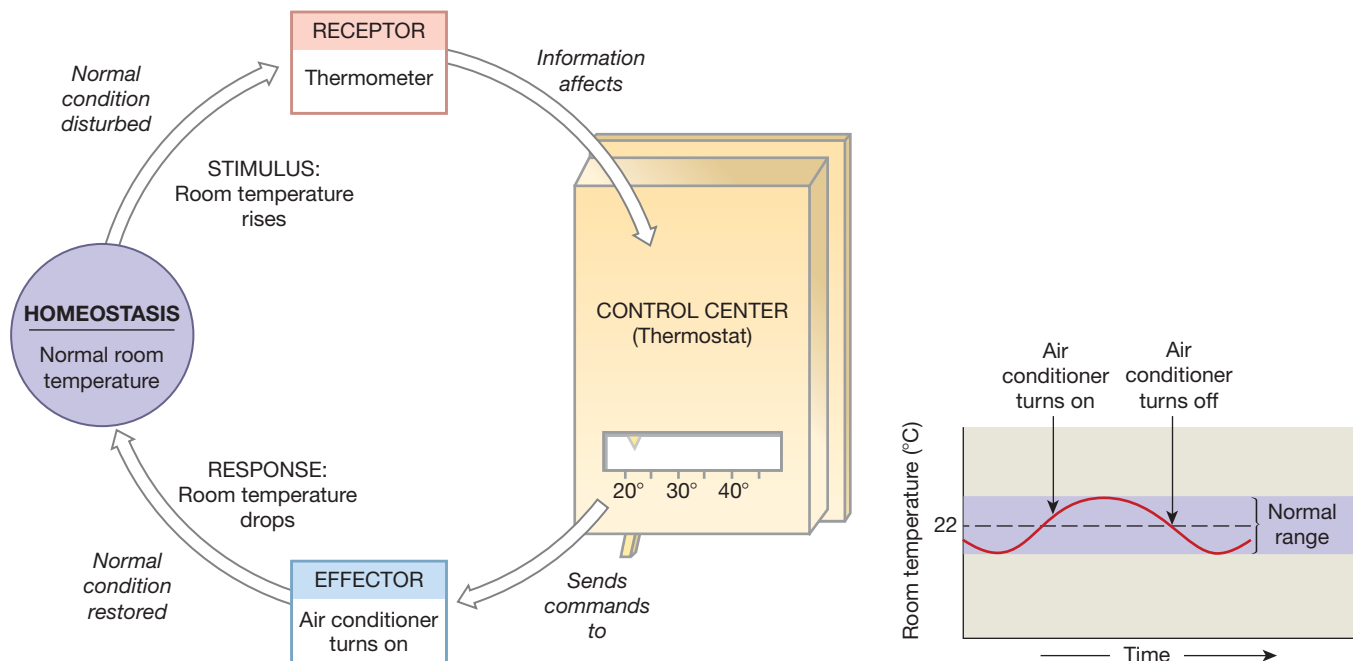 RECEPTOR
Thermometer
Normal
condition
disturbed
Information
affects
STIMULUS:
Room temperature
rises
HOMEOSTASIS
Normal room
temperature
CONTROL CENTER
(Thermostat)
20° 30° 40°
RESPONSE:
Room temperature
drops
Normal
condition
restored
EFFECTOR
Air conditioner
turns on
Sends
commands
to
Air
conditioner
turns on
Air
conditioner
turns off
Room temperature (°C)
22
Normal
range
Time